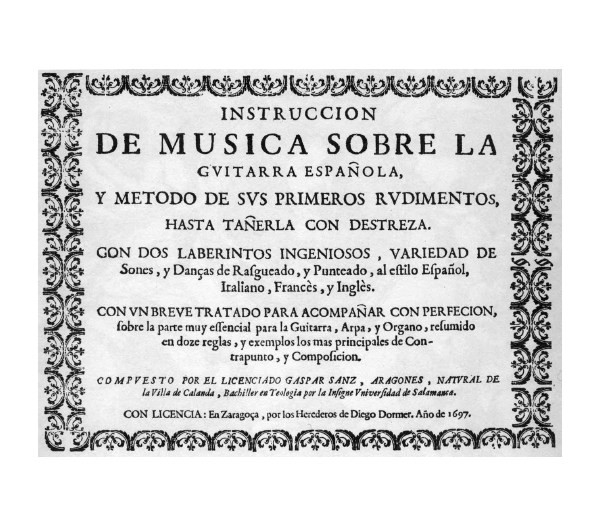 INSTRUCCION
DE MUSICA SOBRE LA
GVITARRA ESPAÑOLA,
Y METODO DE SVS PRIMEROS RVDIMENTOS,
HASTA TAÑERLA CON DESTREZA.
CON DOS LABERINTOS INGENIOSOS, VARIEDAD DE
Sones, y Danças de Rasgueado, y Punteado, al estilo Español,
Italiano, Francès, y Inglès.
CON VN BREVE TRATADO PARA ACOMPAÑAR CON PERFECION,
sobre la parte muy essencial para la Guitarra, Arpa, y Organo, resumido
en doze reglas, y exemplos los mas principales de Con-
trapunto, y Composicion.
COMPVESTO POR EL LICENCIADO GASPAR SANZ, ARAGONES, NATVRAL DE
la Villa de Calanda, Bachiller en Teologia por la Insigne Vniversidad de Salamanca.
CON LICENCIA: En Zaragoça, por los Herederos de Diego Dormer. Año de 1697.